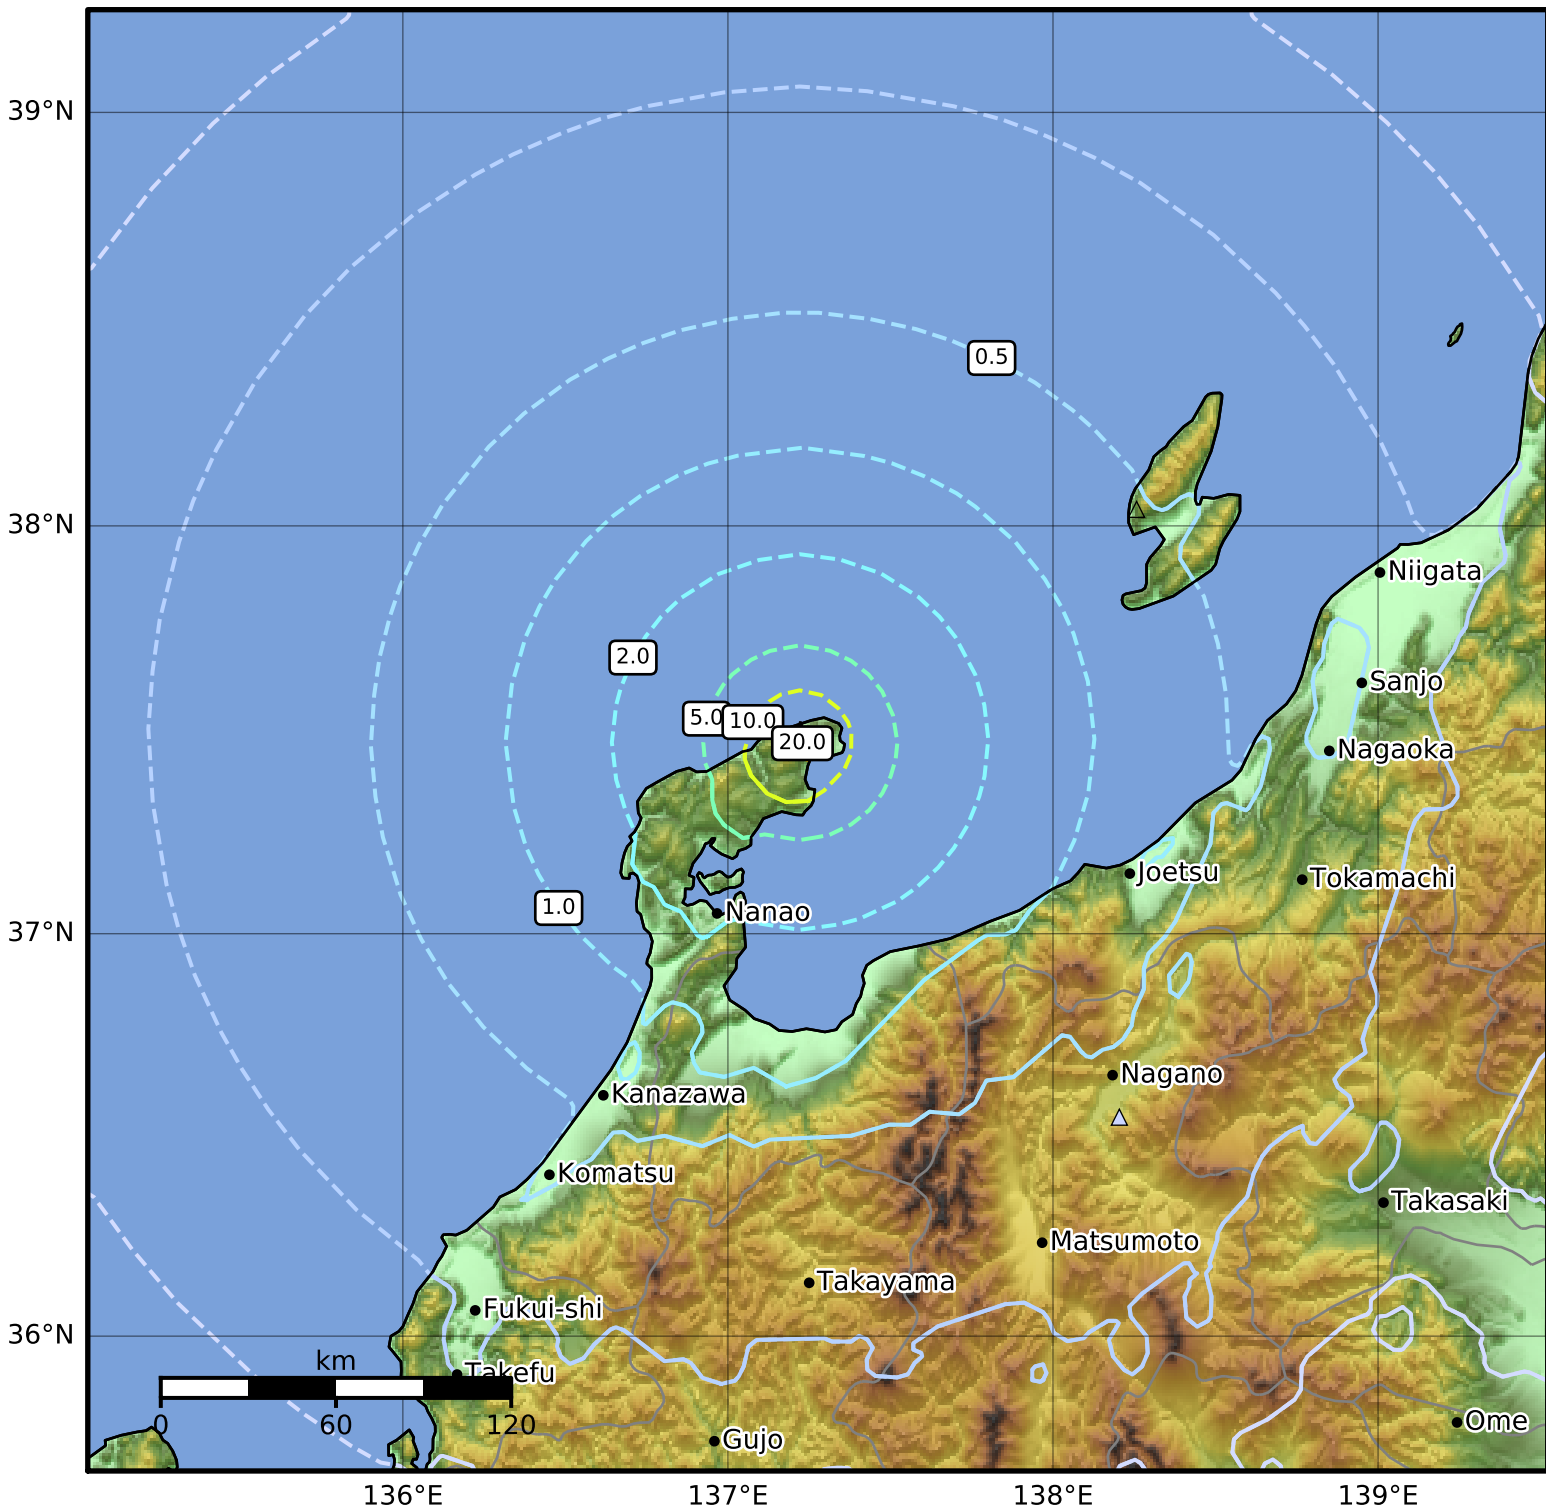 39°N
0.5
38°N
Niigata
2.0
Sanjo
5.0
10.0
20.0
Nagaoka
Joetsu
Tokamachi
1.0
Nanao
37°N
Nagano
Kanazawa
Komatsu
Takasaki
Matsumoto
Takayama
Fukui-shi
36°N
km
Takefu
0
60
120
Ome
Gujo
136°E
137°E
138°E
139°E